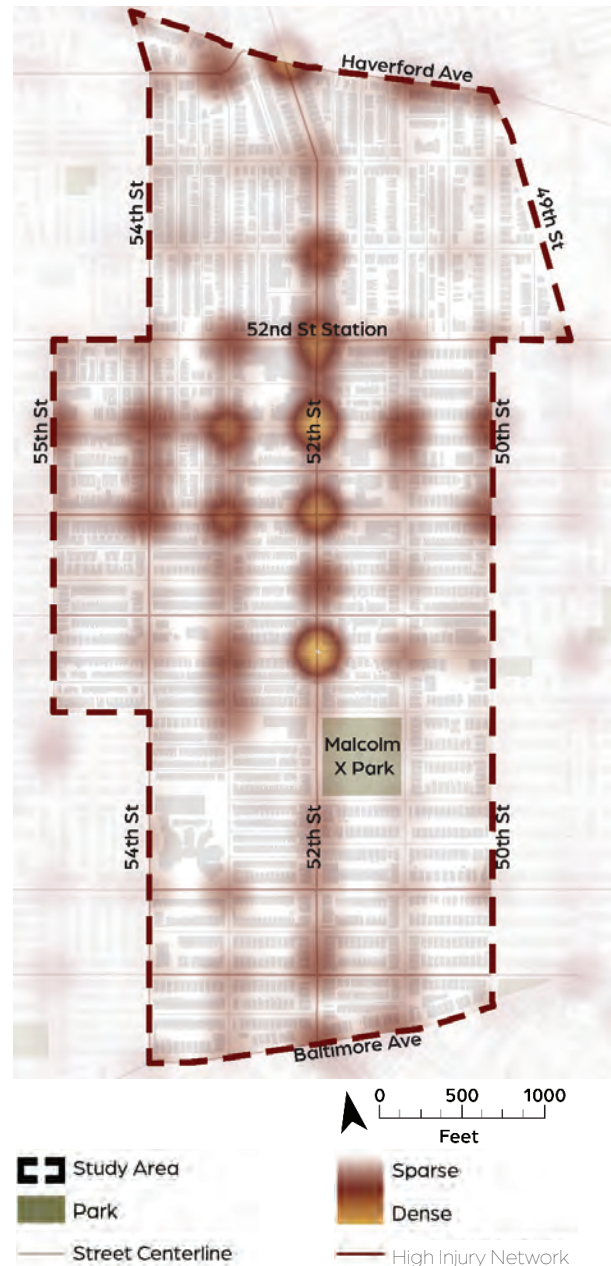 Haverford Ave
54th St
49th St
52nd St Station
55th St
52th St
50th St
Malcolm
X Park
54th St
52th St
50th St
Baltimore Ave
0 500 1000
Feet
Study Area
Park
Street Centerline
Sparse
Dense
High Injury Network